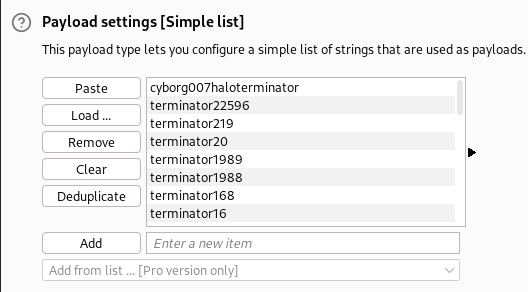 Payload settings [Simple list]
This payload type lets you configure a simple list of strings that are used as payloads.
Paste
Load ...
Remove
Clear
Deduplicate
cyborg007haloterminator
terminator22596
terminator219
terminator20
terminator1989
terminator1988
terminator168
terminator16
Add
Enter a new item
Add from list ... [Pro version only]